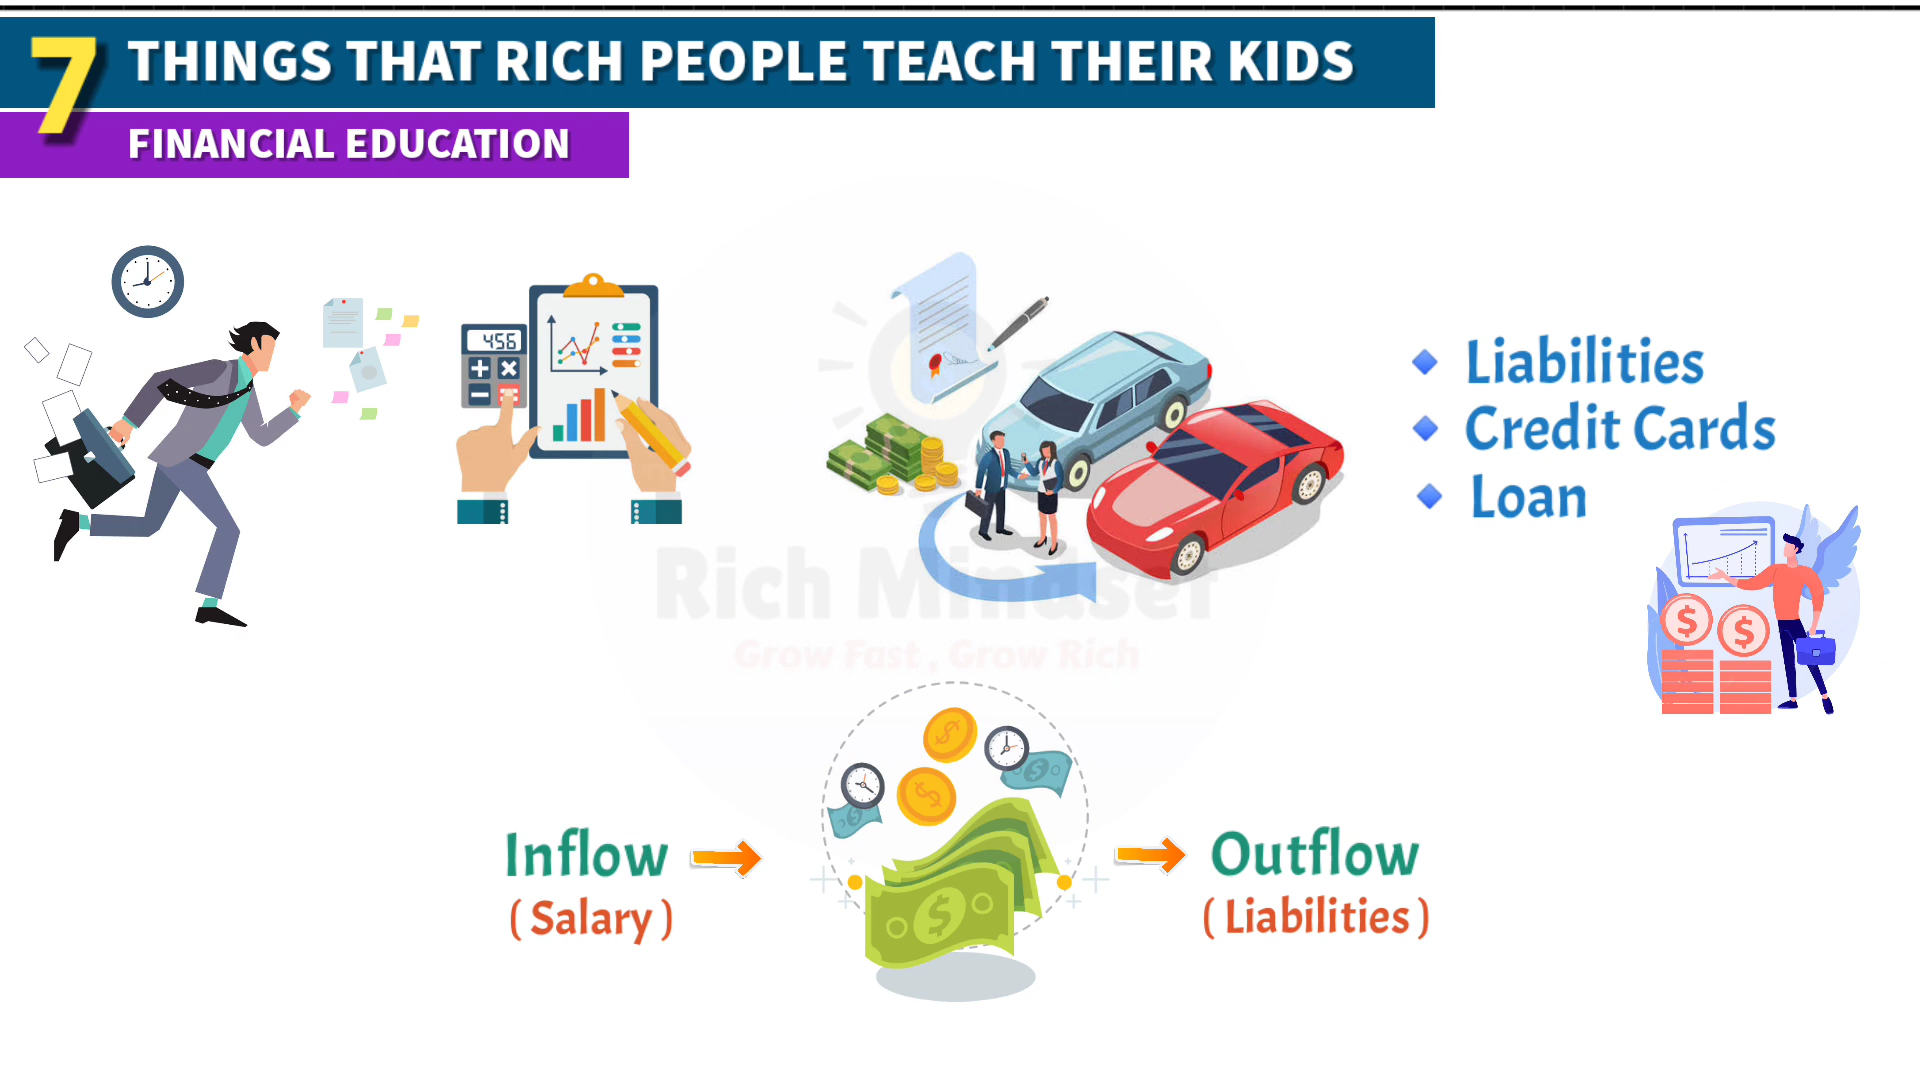 7 THINGS THAT RICH PEOPLE TEACH THEIR KIDS
FINANCIAL EDUCATION
456
Liabilities
Credit Cards
Loan
Rich Mindset
Grow Fast , Grow Rich
Inflow
( Salary )
Outflow
( Liabilities )